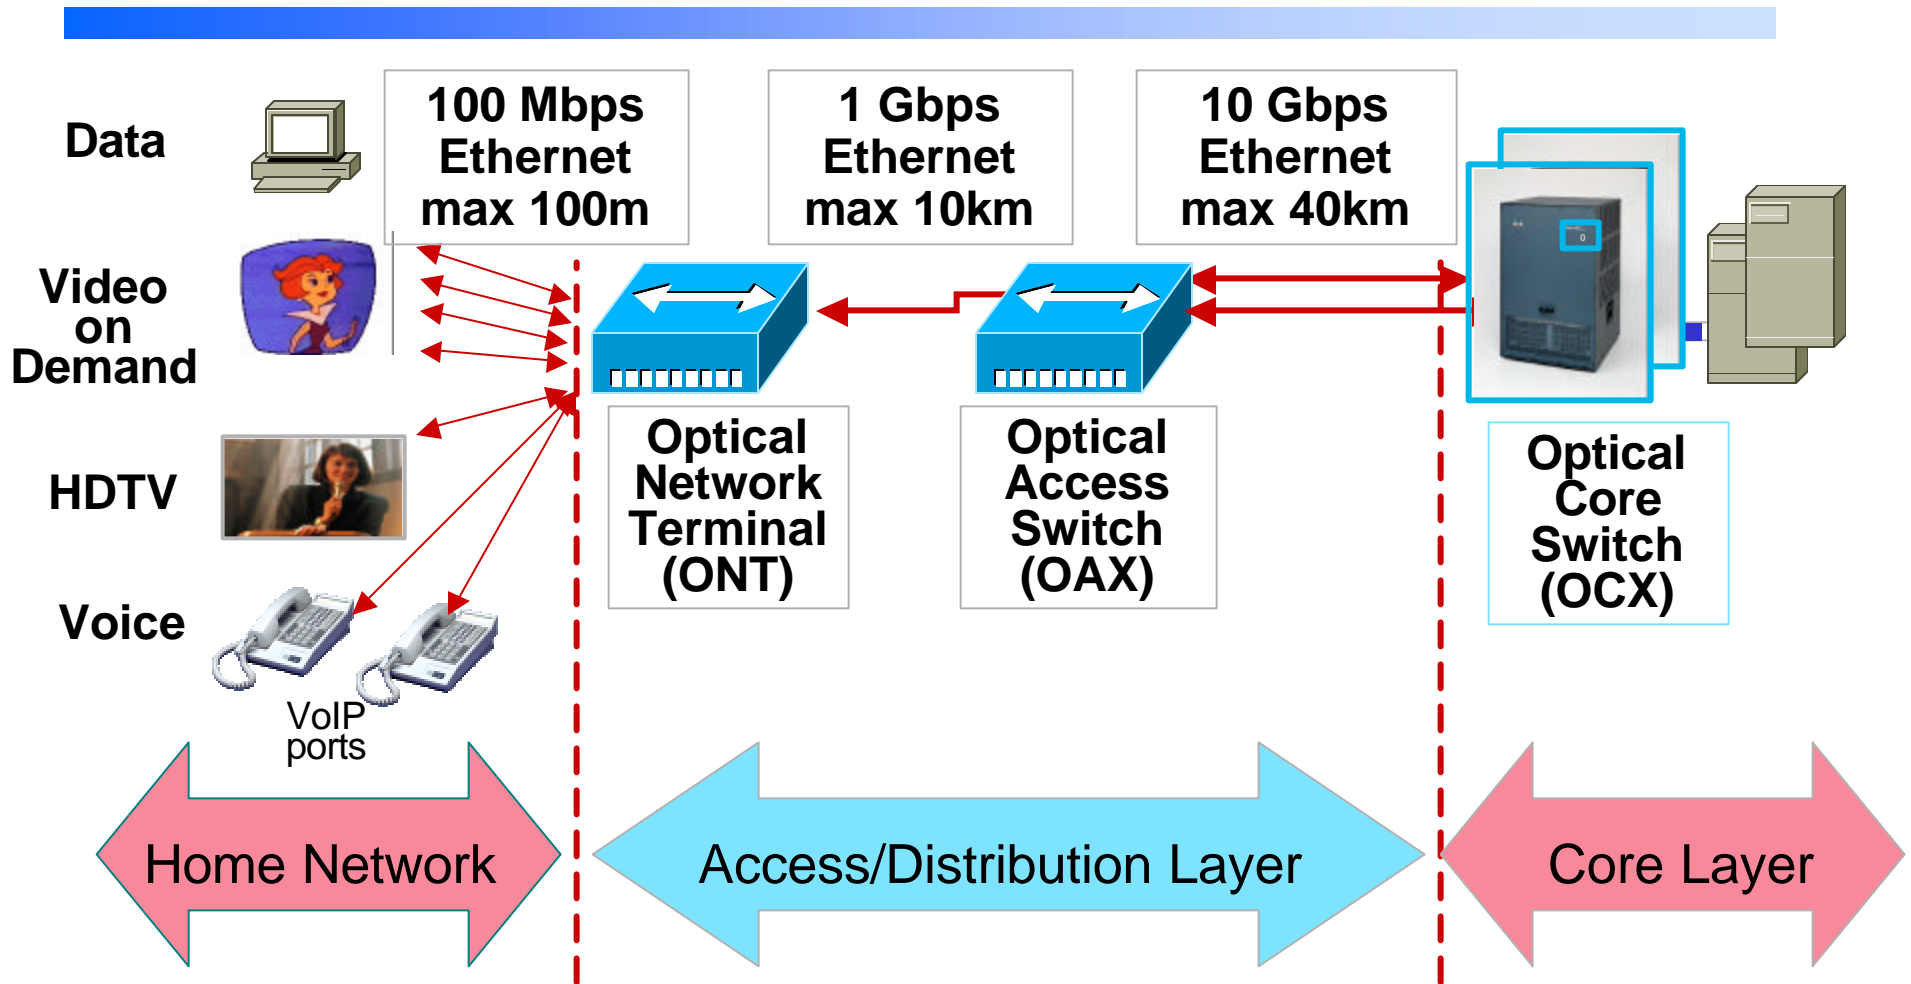 Data
100 Mbps
Ethernet
max 100m
1 Gbps
Ethernet
max 10km
10 Gbps
Ethernet
max 40km
Video
on
Demand
HDTV
Voice
VoIP
ports
Optical
Network
Terminal
(ONT)
Optical
Access
Switch
(OAX)
Optical
Core
Switch
(OCX)
0
Home Network
Access/Distribution Layer
Core Layer